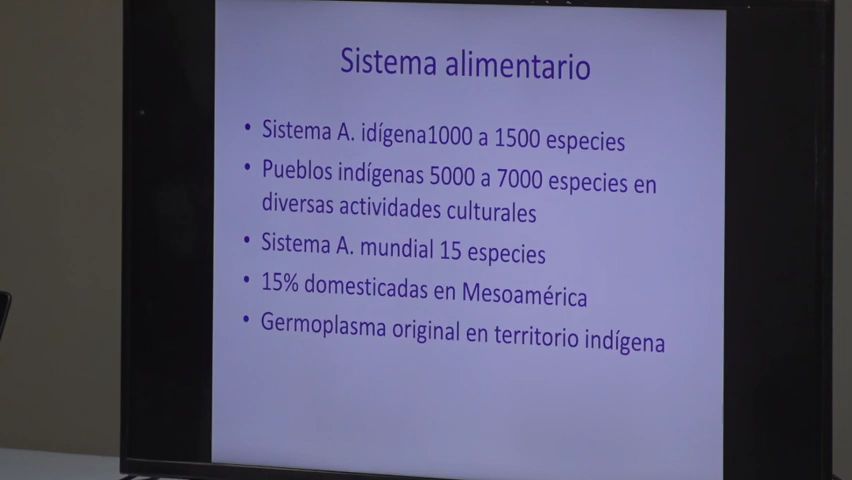 Sistema alimentario
• Sistema A. idígena1000 a 1500 especies
• Pueblos indígenas 5000 a 7000 especies en
diversas actividades culturales
• Sistema A. mundial 15 especies
• 15% domesticadas en Mesoamérica
• Germoplasma original en territorio indígena